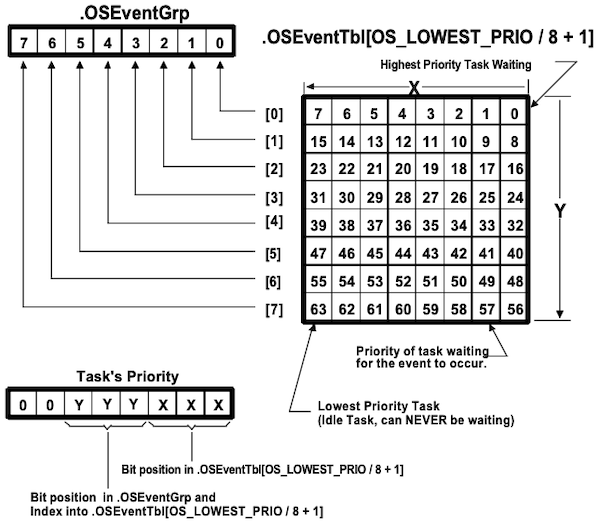 .OSEventGrp
7 6 5 4 3 2 1 0
.OSEventTbl[OS_LOWEST_PRIO / 8 + 1]
Highest Priority Task Waiting
X
[0] 7 6 5 4 3 2 1 0
[1] 15 14 13 12 11 10 9 8
[2] 23 22 21 20 19 18 17 16
[3] 31 30 29 28 27 26 25 24
Y
[4] 39 38 37 36 35 34 33 32
[5] 47 46 45 44 43 42 41 40
[6] 55 54 53 52 51 50 49 48
[7] 63 62 61 60 59 58 57 56
Priority of task waiting
for the event to occur.
Task's Priority
0 0 Y Y Y X X X
Lowest Priority Task
(Idle Task, can NEVER be waiting)
Bit position in .OSEventTbl[OS_LOWEST_PRIO / 8 + 1]
Bit position in .OSEventGrp and
Index into .OSEventTbl[OS_LOWEST_PRIO / 8 + 1]